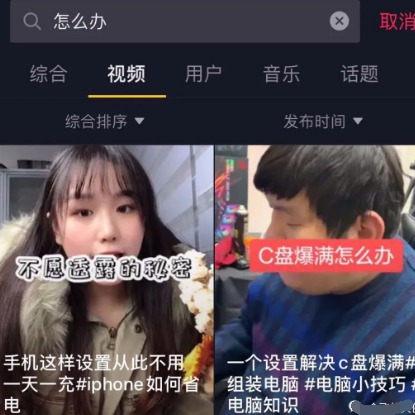 怎么办
取消
综合 视频 用户 音乐 话题
综合排序 发布时间
不愿透露的秘密
C盘爆满怎么办
手机这样设置从此不用
一天一充#iphone如何省
电
一个设置解决c盘爆满#
组装电脑 #电脑小技巧 #
电脑知识